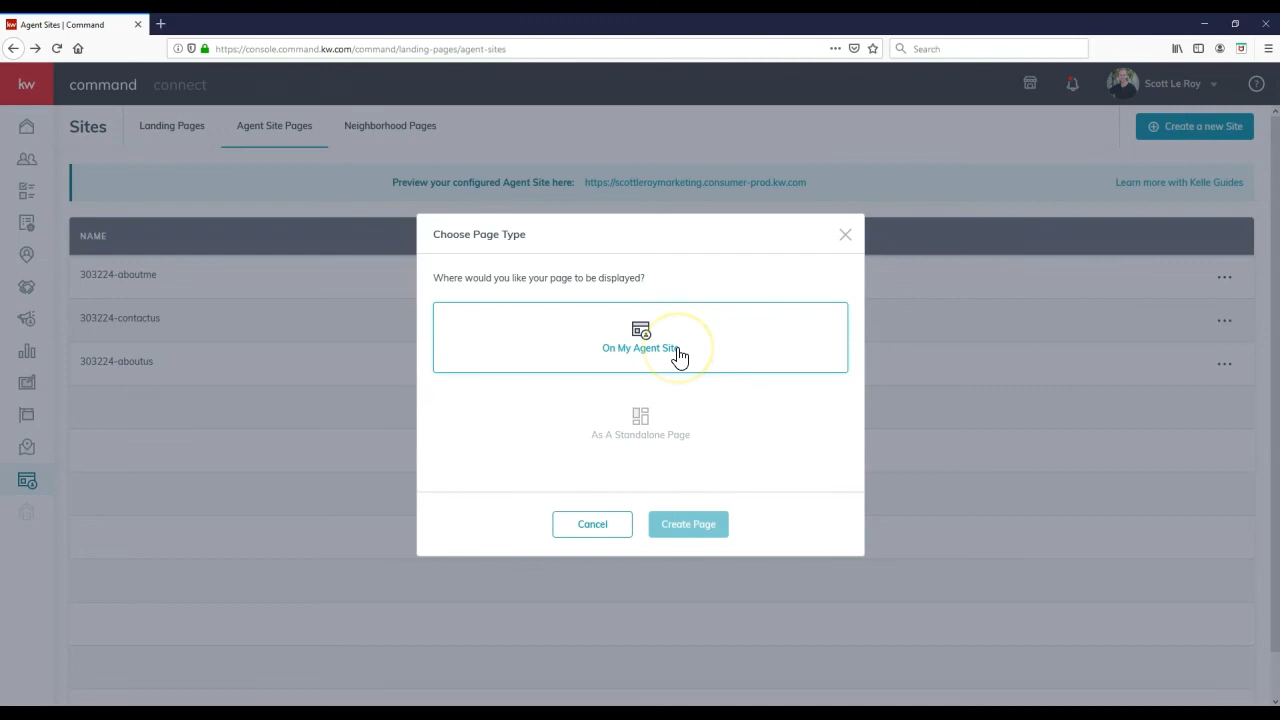 Agent Sites | Command
https://console.command.kw.com/command/landing-pages/agent-sites
Search
kw
command
connect
Scott Le Roy
Sites
Landing Pages
Agent Site Pages
Neighborhood Pages
Create a new Site
Preview your configured Agent Site here: https://scottleroymarketing.consumer-prod.kw.com
Learn more with Kelle Guides
NAME
303224-aboutme
303224-contactus
303224-aboutus
Choose Page Type
Where would you like your page to be displayed?
On My Agent Site
As A Standalone Page
Cancel
Create Page